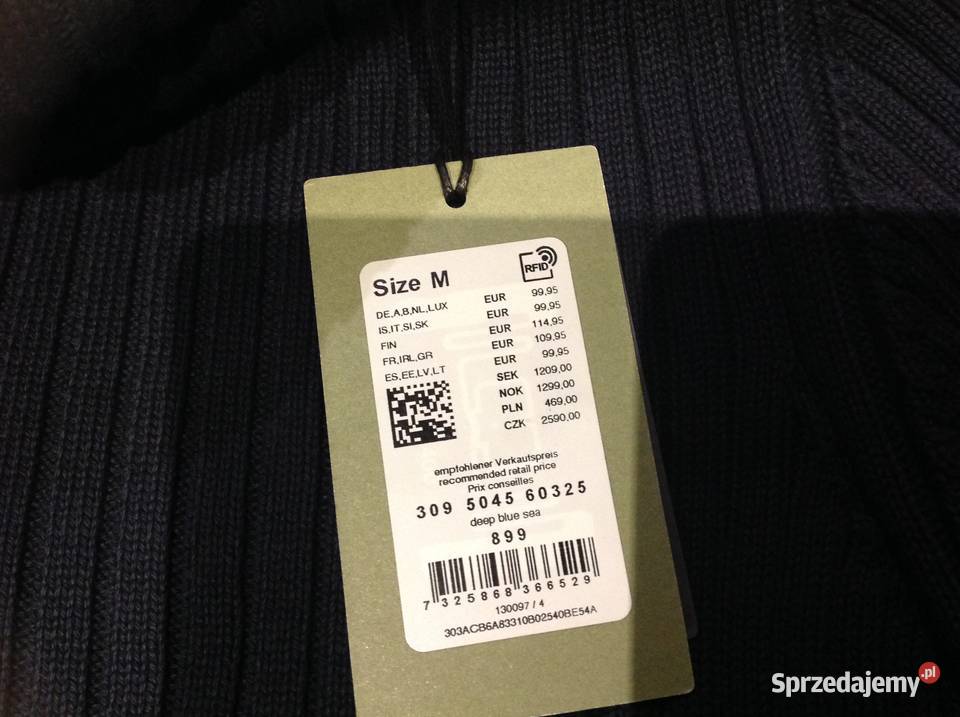 Size M
RFID
DE,A,B,NL,LUX EUR 99,95
IS,IT,SI,SK EUR 99,95
FIN EUR 114,95
FR,IRL,GR EUR 109,95
ES,EE,LV,LT EUR 99,95
SEK 1209,00
NOK 1299,00
PLN 469,00
CZK 2590,00
empfohlener Verkaufspreis
recommended retail price
Prix conseilles
309 5045 60325
deep blue sea
899
7 325868 366529
130097 / 4
303ACB6A83310B02540BE54A
Sprzedajemy.pl